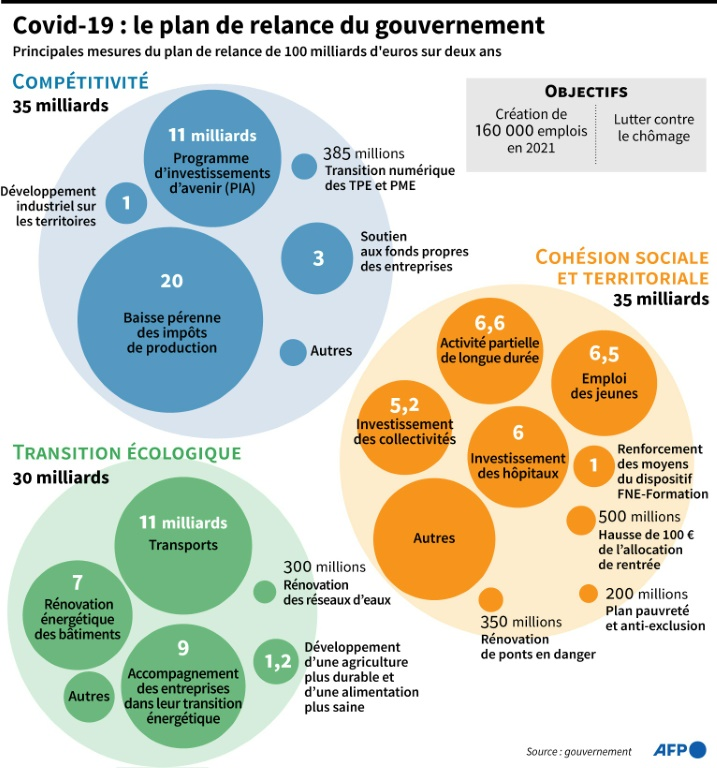 Covid-19 : le plan de relance du gouvernement
Principales mesures du plan de relance de 100 milliards d'euros sur deux ans
COMPÉTITIVITÉ
35 milliards
11 milliards
Programme
d'investissements
d'avenir (PIA)
385 millions
Transition numérique
des TPE et PME
Développement
industriel sur
les territoires
1
3
Soutien
aux fonds propres
des entreprises
20
Baisse pérenne
des impôts
de production
Autres
OBJECTIFS
Création de
160 000 emplois
en 2021
Lutter contre
le chômage
COHÉSION SOCIALE
ET TERRITORIALE
35 milliards
6,6
Activité partielle
de longue durée
6,5
Emploi
des jeunes
5,2
Investissement
des collectivités
6
Investissement
des hôpitaux
1
Renforcement
des moyens
du dispositif
FNE-Formation
Autres
500 millions
Hausse de 100 €
de l'allocation
de rentrée
200 millions
Plan pauvreté
et anti-exclusion
350 millions
Rénovation
de ponts en danger
TRANSITION ÉCOLOGIQUE
30 milliards
11 milliards
Transports
300 millions
Rénovation
des réseaux d'eaux
7
Rénovation
énergétique
des bâtiments
9
Accompagnement
des entreprises
dans leur transition
énergétique
1,2
Développement
d'une agriculture
plus durable et
d'une alimentation
plus saine
Autres
Source : gouvernement
AFP